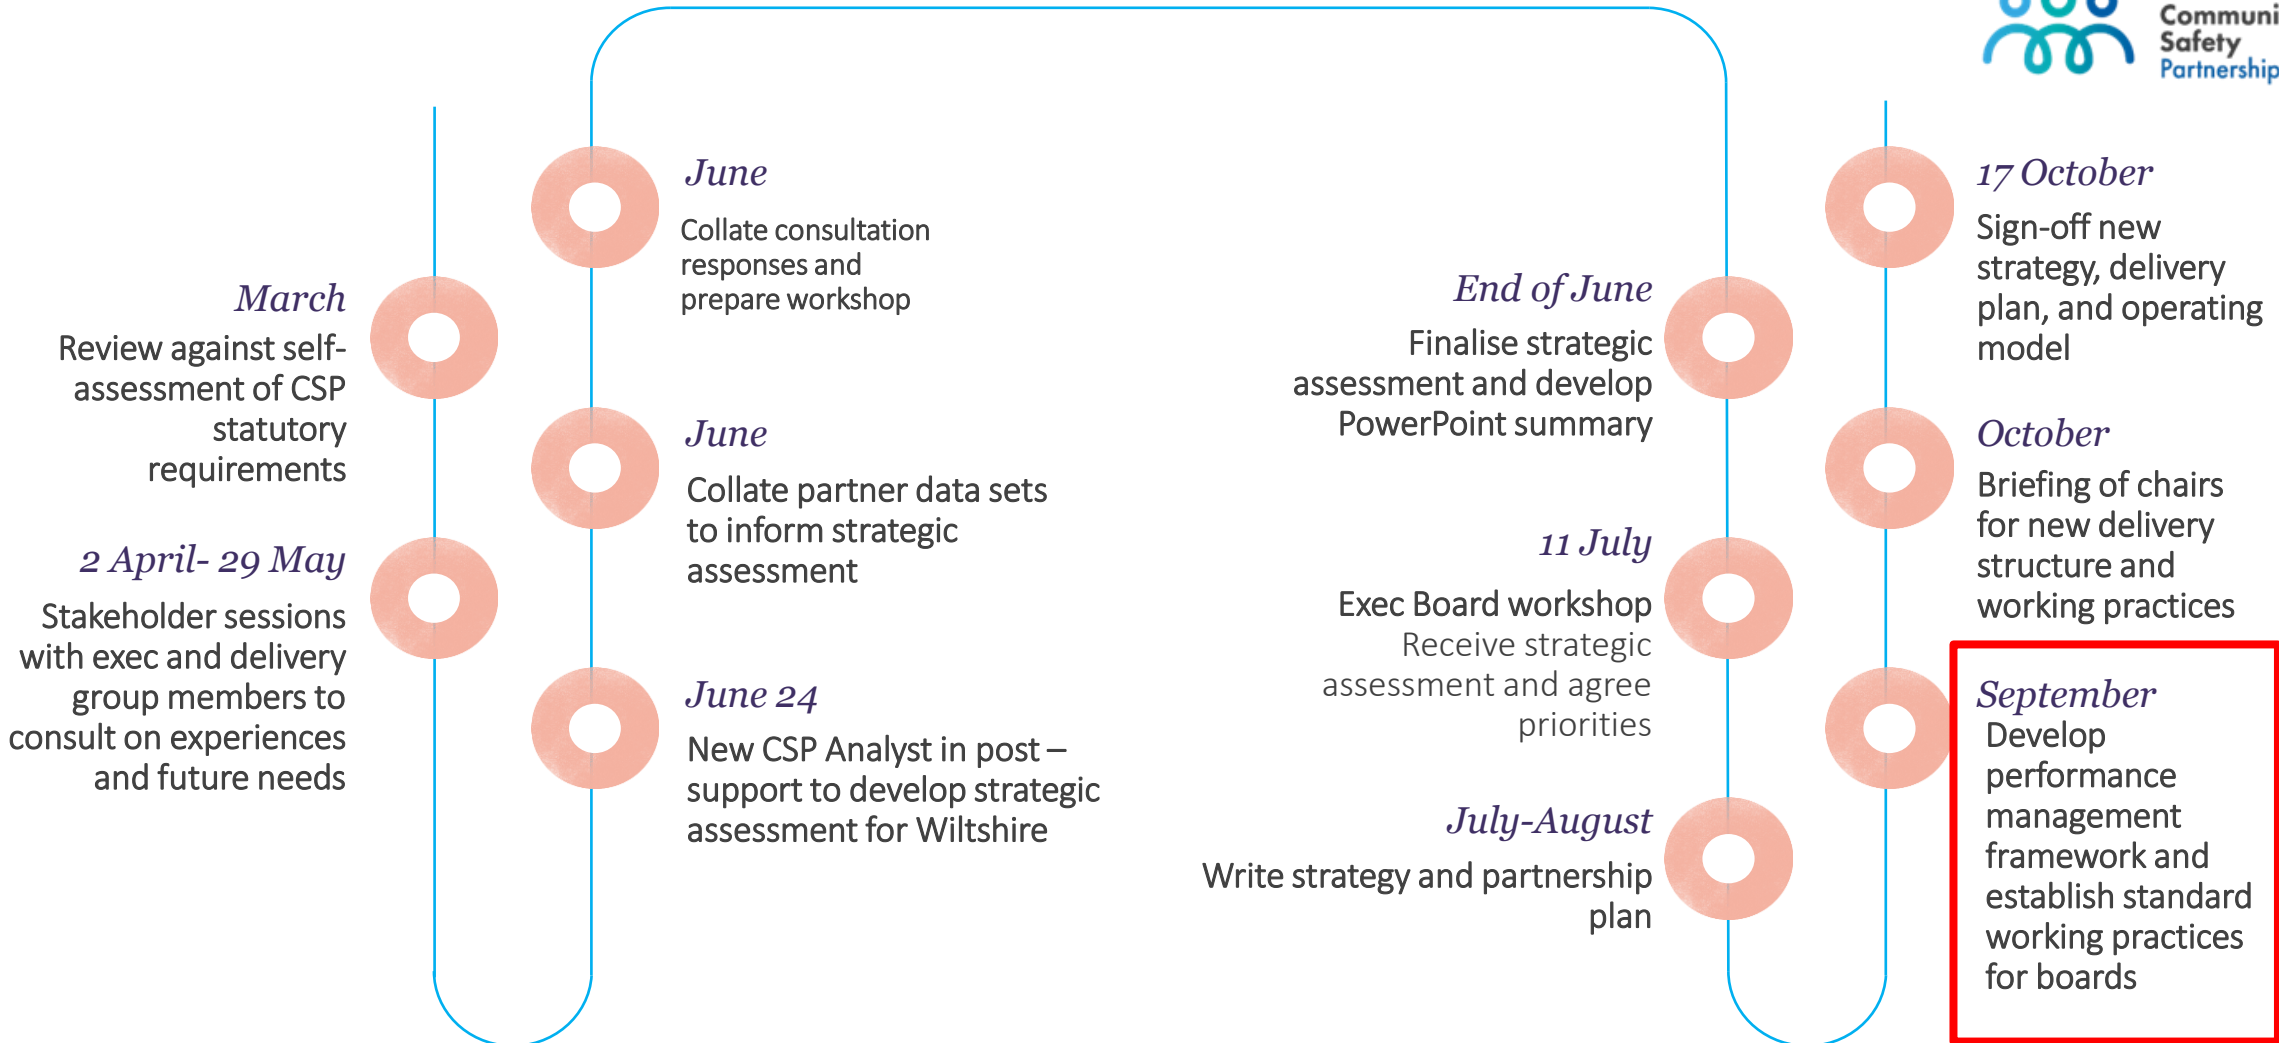 Communi
Safety
Partnership
March
Review against self-
assessment of CSP
statutory
requirements
2 April- 29 May
Stakeholder sessions
with exec and delivery
group members to
consult on experiences
and future needs
June
Collate consultation
responses and
prepare workshop
June
Collate partner data sets
to inform strategic
assessment
June 24
New CSP Analyst in post –
support to develop strategic
assessment for Wiltshire
End of June
Finalise strategic
assessment and develop
PowerPoint summary
11 July
Exec Board workshop
Receive strategic
assessment and agree
priorities
July-August
Write strategy and partnership
plan
17 October
Sign-off new
strategy, delivery
plan, and operating
model
October
Briefing of chairs
for new delivery
structure and
working practices
September
Develop
performance
management
framework and
establish standard
working practices
for boards